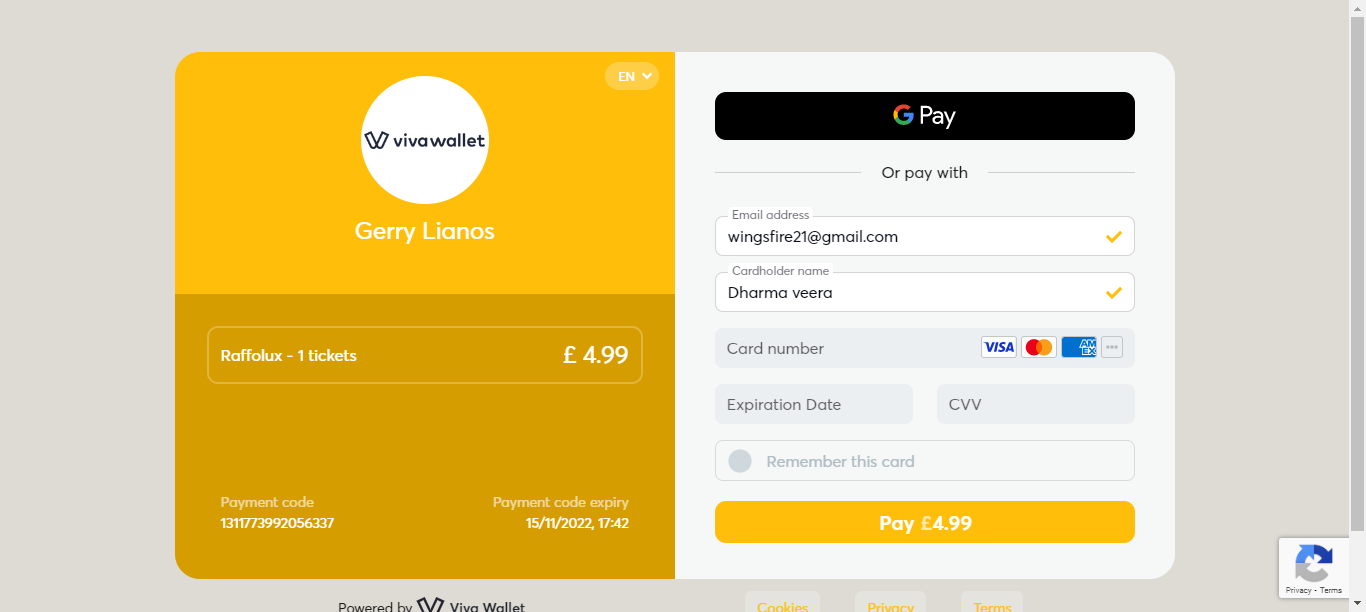 EN
vivawallet
Gerry Lianos
Raffolux - 1 tickets £ 4.99
Payment code Payment code expiry
1311773992056337 15/11/2022, 17:42
G Pay
Or pay with
Email address
wingsfire21@gmail.com
Cardholder name
Dharma veera
Card number VISA AMEX
Expiration Date CVV
Remember this card
Pay £4.99
Powered by Viva Wallet
Cookies Privacy Terms
Privacy - Terms